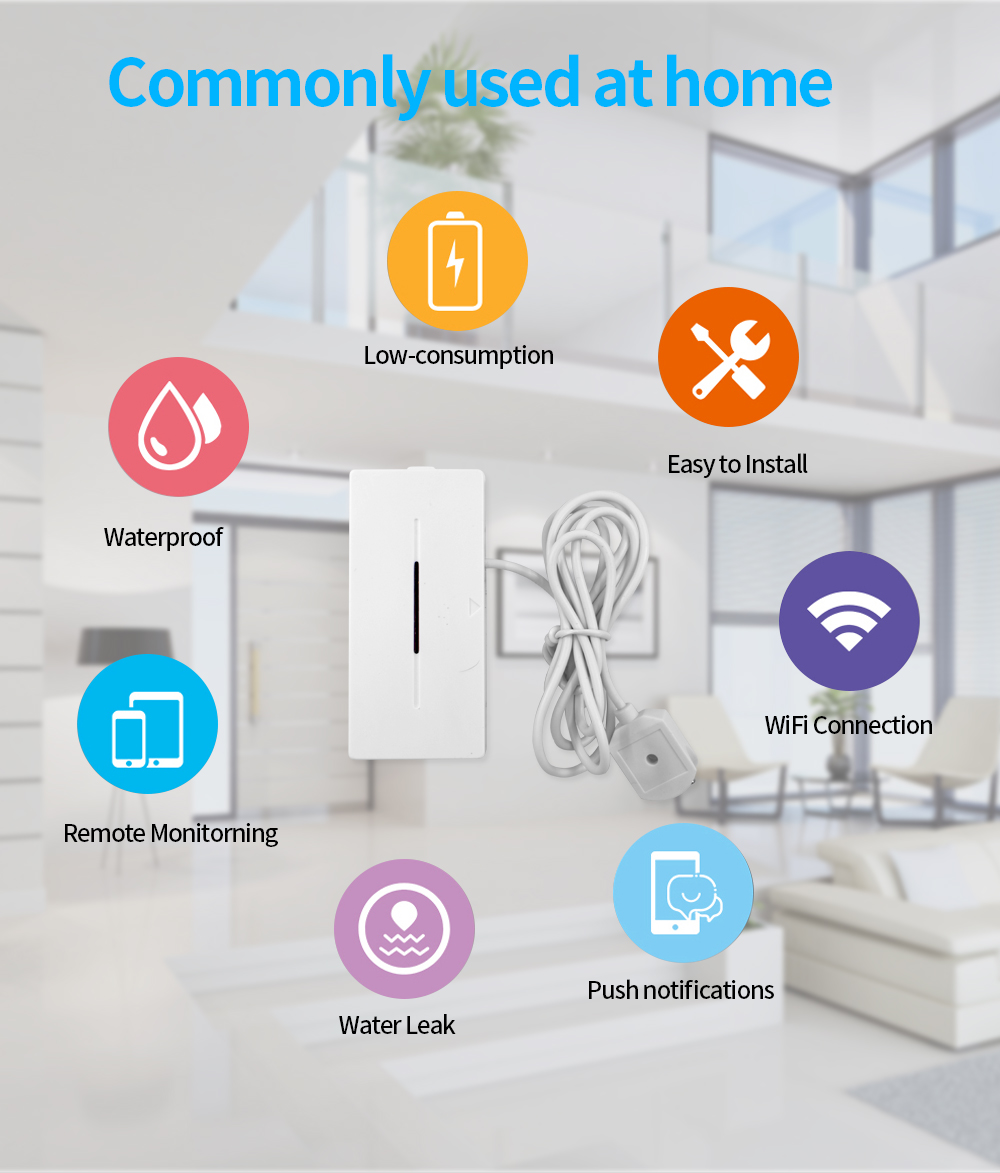 Commonly used at home
Low-consumption
Easy to Install
Waterproof
WiFi Connection
Remote Monitorning
Push notifications
Water Leak